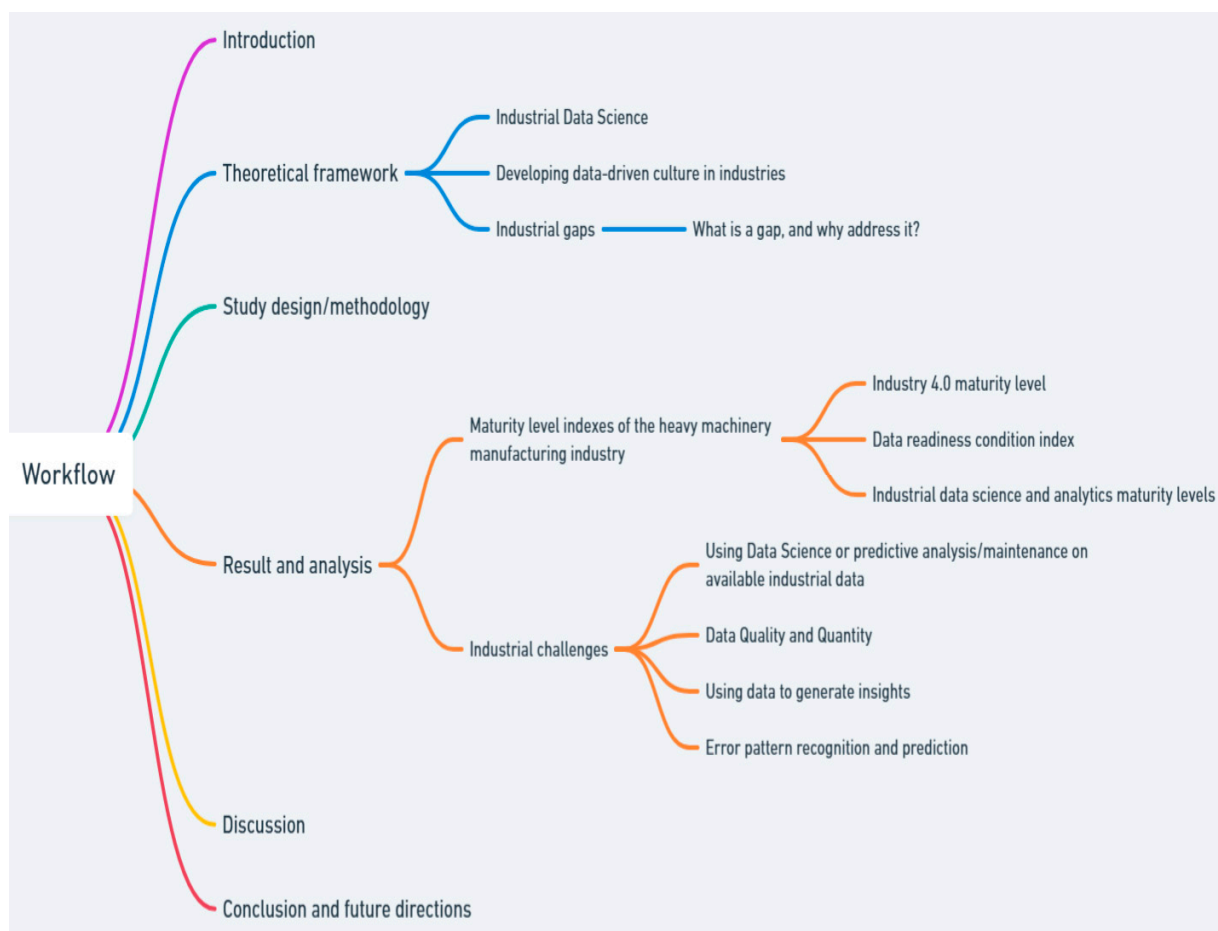 Introduction
Industrial Data Science
Theoretical framework
Developing data-driven culture in industries
Industrial gaps
What is a gap, and why address it?
Study design/methodology
Workflow
Industry 4.0 maturity level
Maturity level indexes of the heavy machinery
manufacturing industry
Data readiness condition index
Industrial data science and analytics maturity levels
Result and analysis
Using Data Science or predictive analysis/maintenance on
available industrial data
Industrial challenges
Data Quality and Quantity
Using data to generate insights
Error pattern recognition and prediction
Discussion
Conclusion and future directions